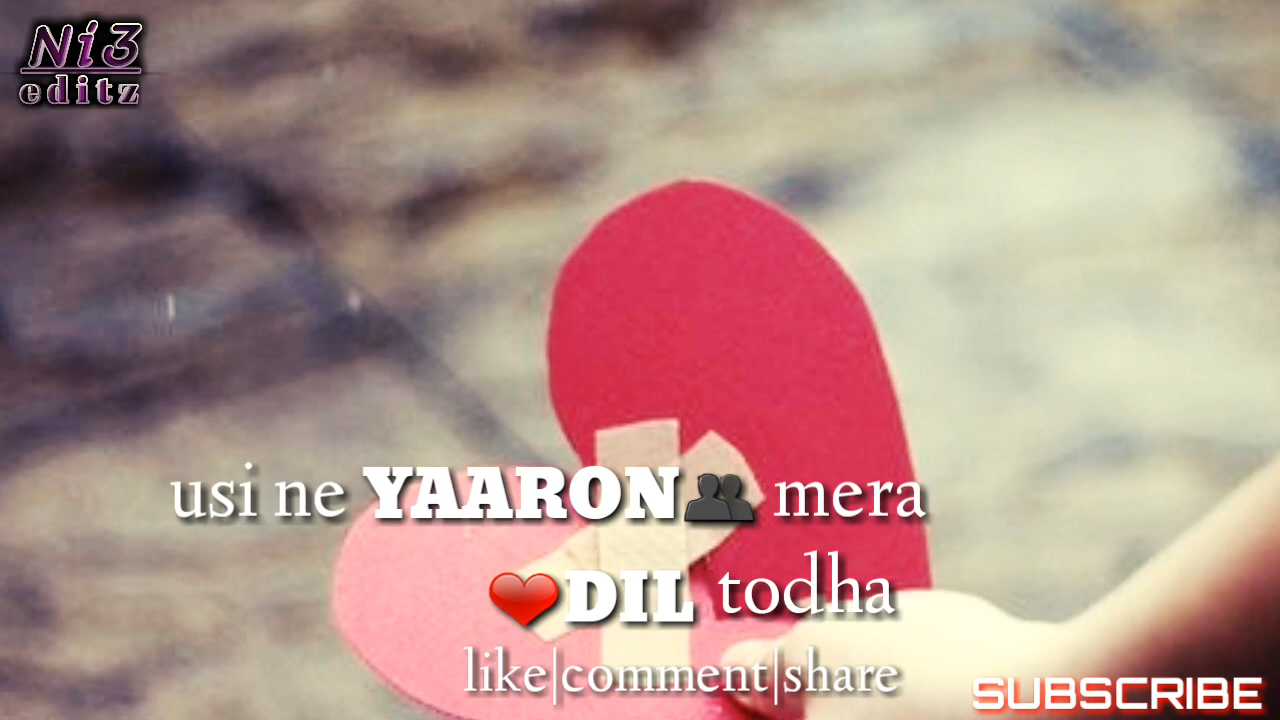 Ni3
editz
usi ne YAARON👥 mera
❤DIL todha
like|comment|share
SUBSCRIBE